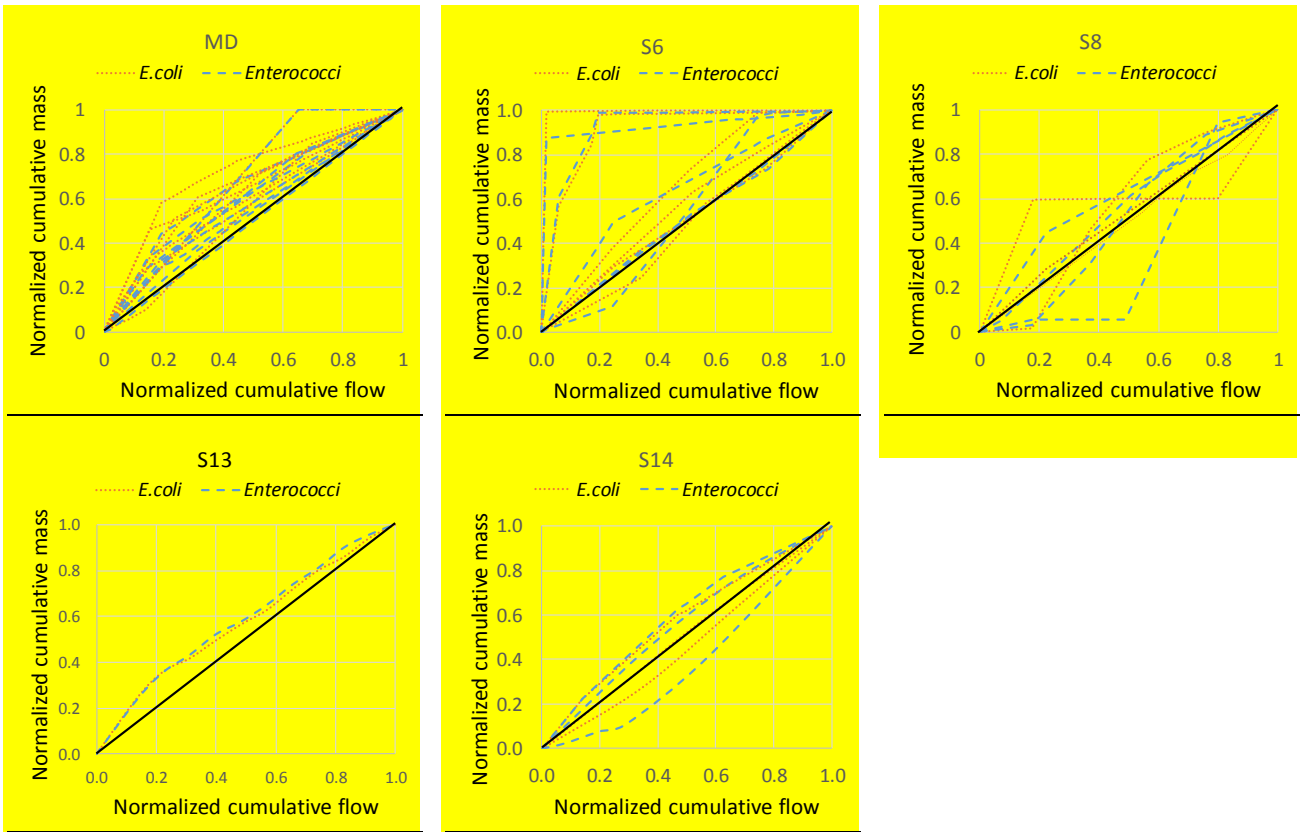 MD
E.coli Enterococci
Normalized cumulative mass
1
0.8
0.6
0.4
0.2
0
0 0.2 0.4 0.6 0.8 1
Normalized cumulative flow
S6
E.coli Enterococci
Normalized cumulative mass
1.0
0.8
0.6
0.4
0.2
0.0
0.0 0.2 0.4 0.6 0.8 1.0
Normalized cumulative flow
S8
E.coli Enterococci
Normalized cumulative mass
1
0.8
0.6
0.4
0.2
0
0 0.2 0.4 0.6 0.8 1
Normalized cumulative flow
S13
E.coli Enterococci
Normalized cumulative mass
1.0
0.8
0.6
0.4
0.2
0.0
0.0 0.2 0.4 0.6 0.8 1.0
Normalized cumulative flow
S14
E.coli Enterococci
Normalized cumulative mass
1.0
0.8
0.6
0.4
0.2
0.0
0.0 0.2 0.4 0.6 0.8 1.0
Normalized cumulative flow